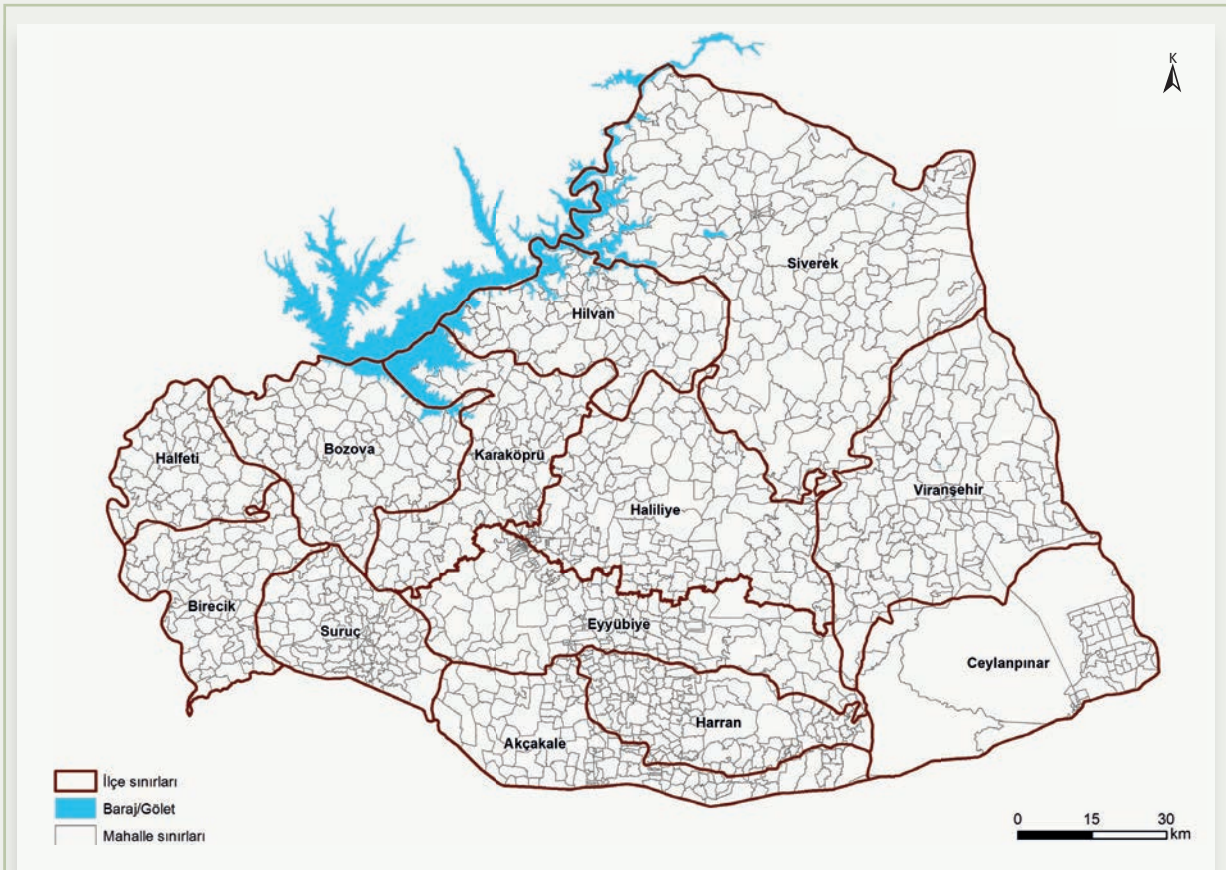 K
Siverek
Hilvan
Halfeti
Bozova
Karaköprü
Viranşehir
Haliliye
Birecik
Suruç
Eyyübiye
Ceylanpınar
Harran
Akçakale
İlçe sınırları
Baraj/Gölet
Mahalle sınırları
0 15 30
km